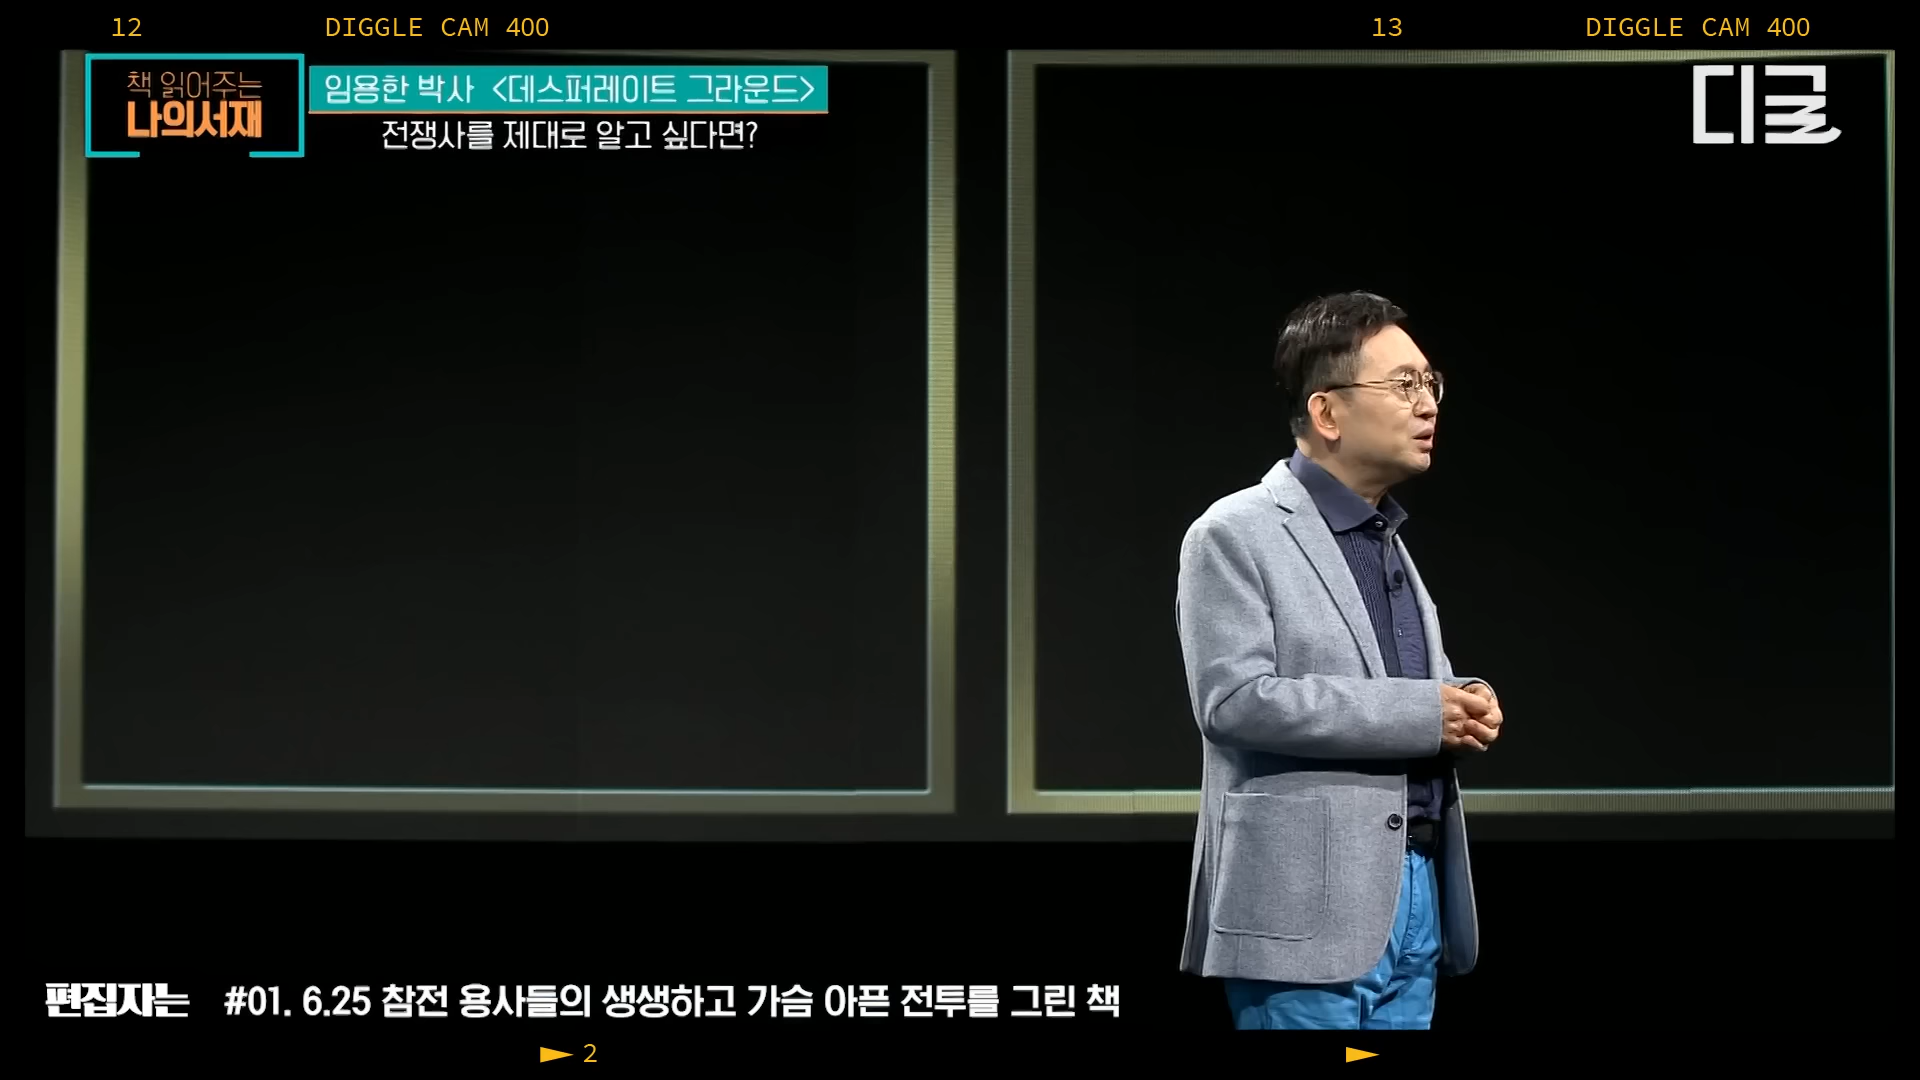 12 DIGGLE CAM 400 13 DIGGLE CAM 400
책 읽어주는
나의서재
임용한 박사 <데스퍼레이트 그라운드>
전쟁사를 제대로 알고 싶다면?
디글
편집자는 #01. 6.25 참전 용사들의 생생하고 가슴 아픈 전투를 그린 책
2